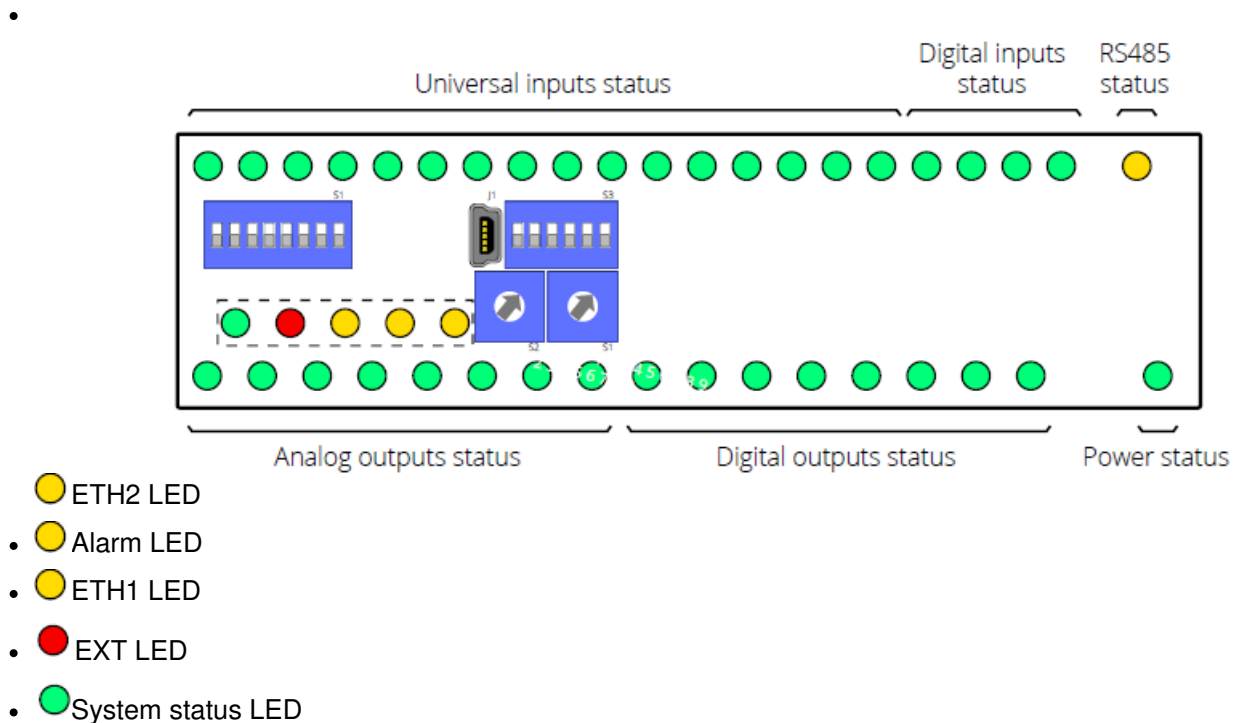 Universal inputs status
Digital inputs
status
RS485
status
S1
J1
S3
S2
S1
Analog outputs status
Digital outputs status
Power status
ETH2 LED
Alarm LED
ETH1 LED
EXT LED
System status LED